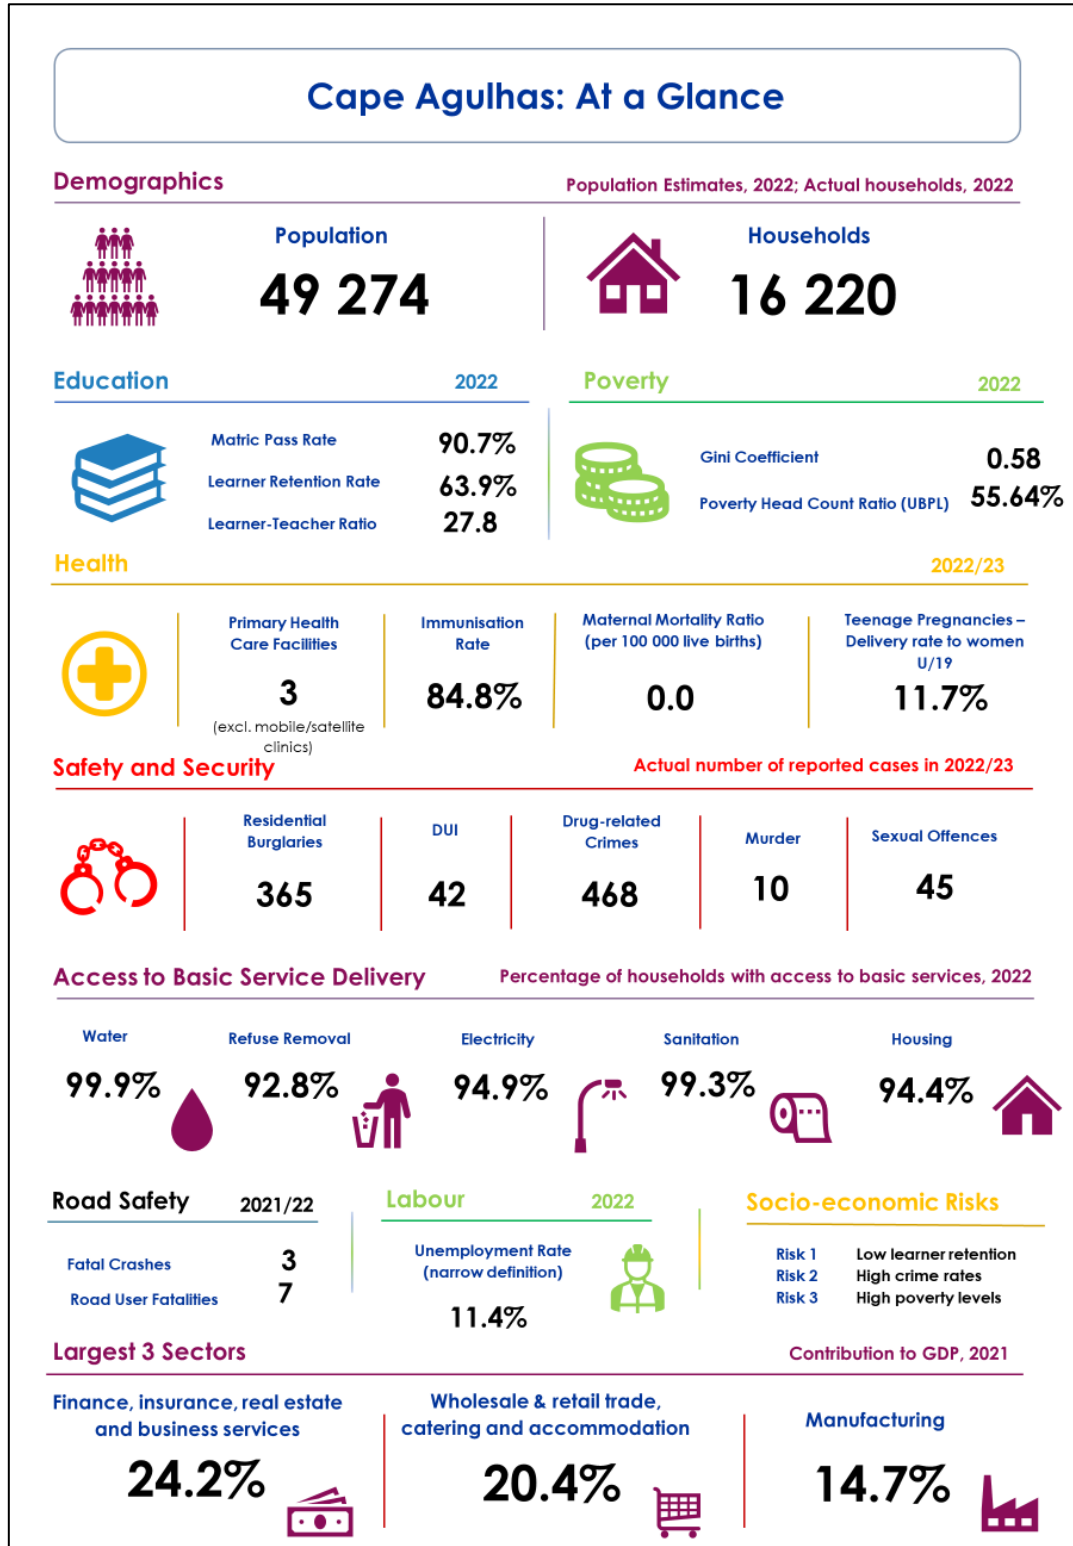 Cape Agulhas: At a Glance
Demographics
Population Estimates, 2022; Actual households, 2022
Population
49 274
Households
16 220
Education
2022
Matric Pass Rate
90.7%
Learner Retention Rate
63.9%
Learner-Teacher Ratio
27.8
Poverty
2022
Gini Coefficient
0.58
Poverty Head Count Ratio (UBPL)
55.64%
Health
2022/23
Primary Health
Care Facilities
3
(excl. mobile/satellite
clinics)
Immunisation
Rate
84.8%
Maternal Mortality Ratio
(per 100 000 live births)
0.0
Teenage Pregnancies –
Delivery rate to women
U/19
11.7%
Safety and Security
Actual number of reported cases in 2022/23
Residential
Burglaries
365
DUI
42
Drug-related
Crimes
468
Murder
10
Sexual Offences
45
Access to Basic Service Delivery
Percentage of households with access to basic services, 2022
Water
99.9%
Refuse Removal
92.8%
Electricity
94.9%
Sanitation
99.3%
Housing
94.4%
Road Safety
2021/22
Fatal Crashes
3
Road User Fatalities
7
Labour
2022
Unemployment Rate
(narrow definition)
11.4%
Socio-economic Risks
Risk 1 Low learner retention
Risk 2 High crime rates
Risk 3 High poverty levels
Largest 3 Sectors
Contribution to GDP, 2021
Finance, insurance, real estate
and business services
24.2%
Wholesale & retail trade,
catering and accommodation
20.4%
Manufacturing
14.7%